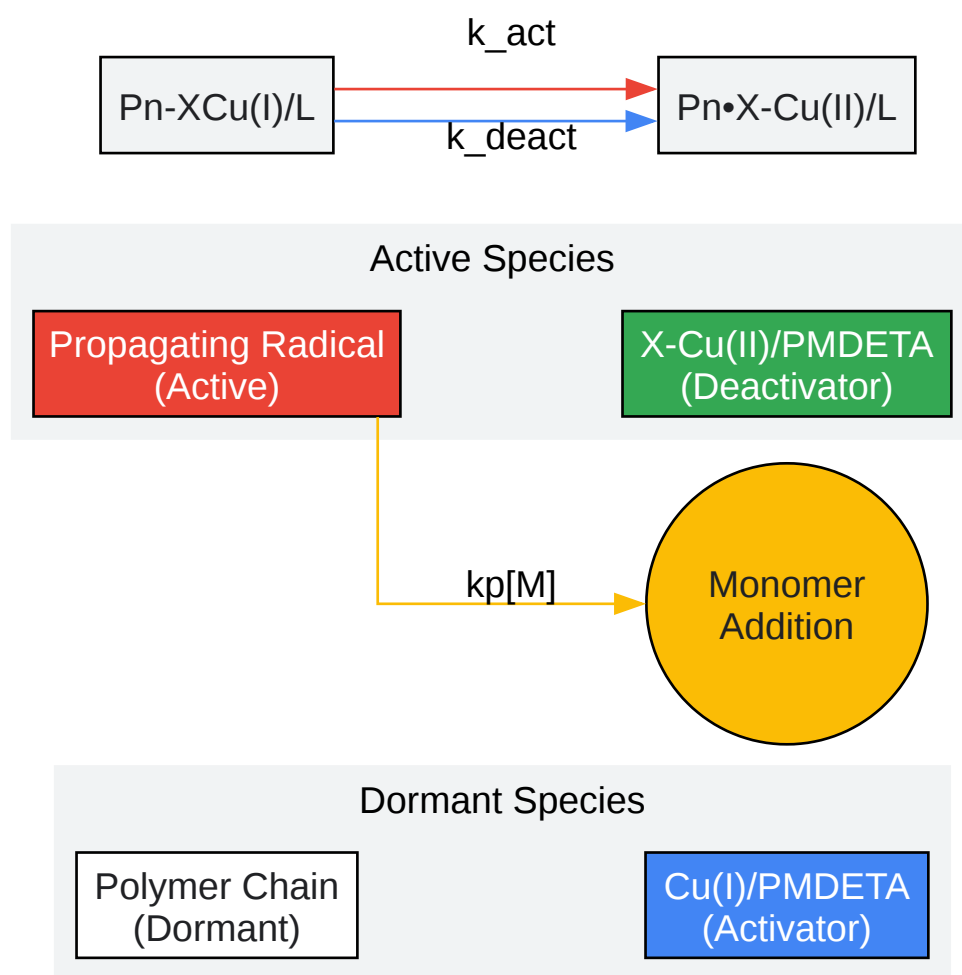 k_act
Pn-XCu(I)/L
Pn•X-Cu(II)/L
k_deact
Active Species
Propagating Radical
(Active)
X-Cu(II)/PMDETA
(Deactivator)
kp[M]
Monomer
Addition
Dormant Species
Polymer Chain
(Dormant)
Cu(I)/PMDETA
(Activator)